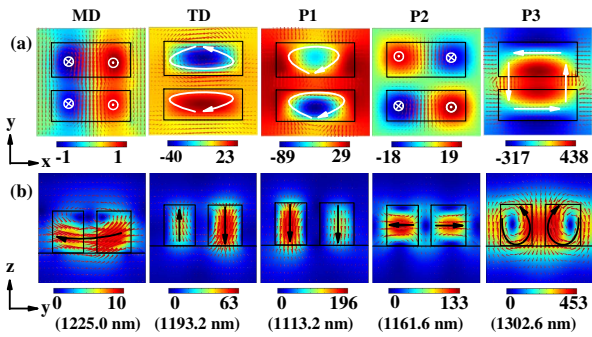 MD TD P1 P2 P3
(a)
y
x
-1 1 -40 23 -89 29 -18 19 -317 438
(b)
z
y
0 10 0 63 0 196 0 133 0 453
(1225.0 nm) (1193.2 nm) (1113.2 nm) (1161.6 nm) (1302.6 nm)